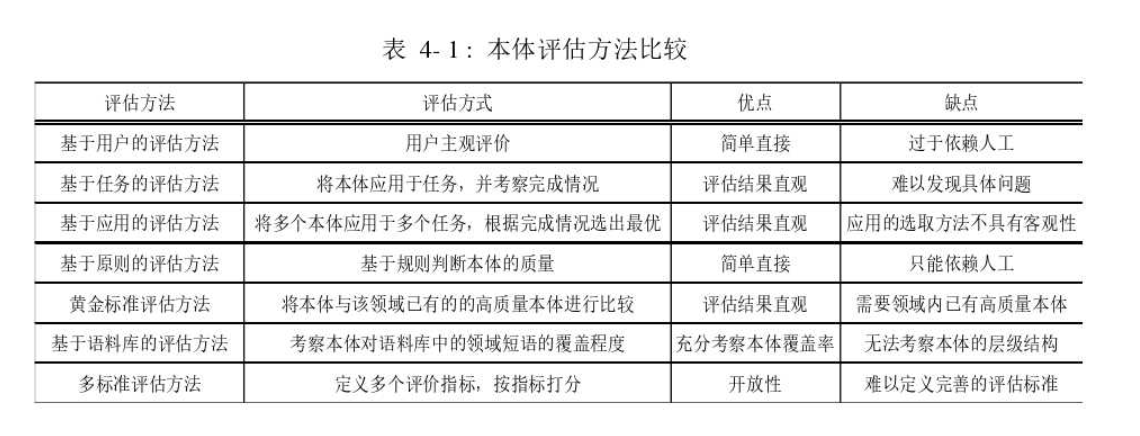 表 4-1：本体评估方法比较
评估方法 评估方式 优点 缺点
基于用户的评估方法 用户主观评价 简单直接 过于依赖人工
基于任务的评估方法 将本体应用于任务，并考察完成情况 评估结果直观 难以发现具体问题
基于应用的评估方法 将多个本体应用于多个任务，根据完成情况选出最优 评估结果直观 应用的选取方法不具有客观性
基于原则的评估方法 基于规则判断本体的质量 简单直接 只能依赖人工
黄金标准评估方法 将本体与该领域已有的的高质量本体进行比较 评估结果直观 需要领域内已有高质量本体
基于语料库的评估方法 考察本体对语料库中的领域短语的覆盖程度 充分考察本体覆盖率 无法考察本体的层级结构
多标准评估方法 定义多个评价指标，按指标打分 开放性 难以定义完善的评估标准